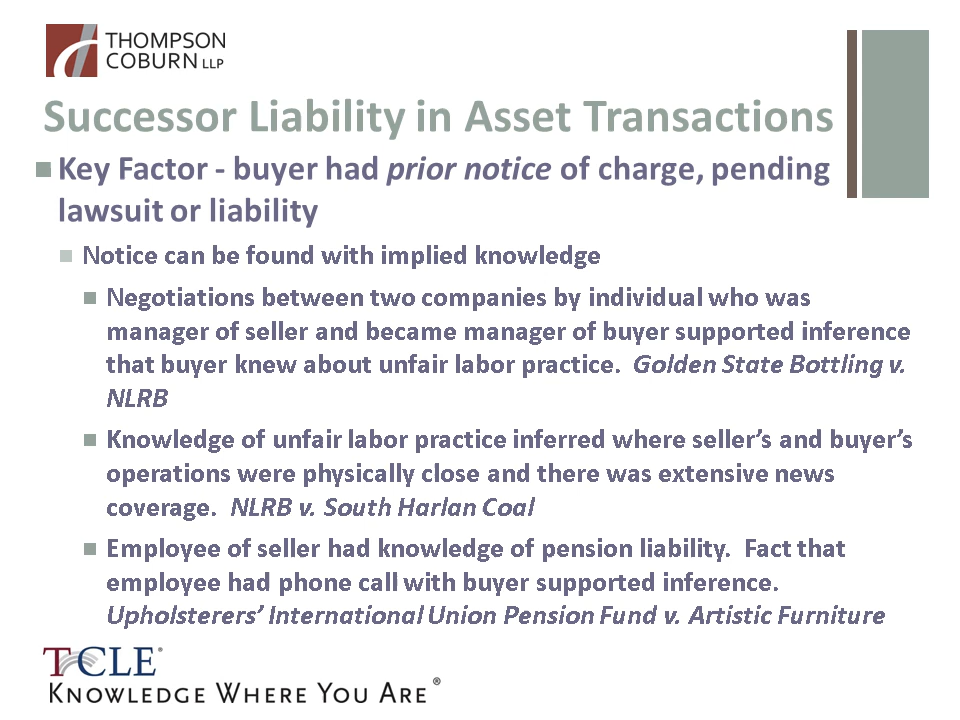 THOMPSON
COBURN LLP
Successor Liability in Asset Transactions
Key Factor - buyer had prior notice of charge, pending
lawsuit or liability
Notice can be found with implied knowledge
Negotiations between two companies by individual who was
manager of seller and became manager of buyer supported inference
that buyer knew about unfair labor practice. Golden State Bottling v.
NLRB
Knowledge of unfair labor practice inferred where seller’s and buyer’s
operations were physically close and there was extensive news
coverage. NLRB v. South Harlan Coal
Employee of seller had knowledge of pension liability. Fact that
employee had phone call with buyer supported inference.
Upholsterers’ International Union Pension Fund v. Artistic Furniture
TCCLE®
KNOWLEDGE WHERE YOU ARE®